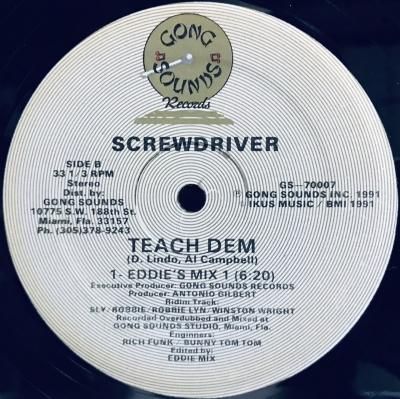 GONG
SOUNDS
Records
SCREWDRIVER
SIDE B
33 1/3 RPM
Stereo
Dist. by:
GONG SOUNDS
10775 S.W. 188th St.
Miami, Fla. 33157
Ph. (305)378-9243
GS-70007
℗ GONG SOUNDS INC. 1991
© IKUS MUSIC / BMI 1991
TEACH DEM
(D. Lindo, Al Campbell)
1- EDDIE'S MIX 1 (6:20)
Executive Producer: GONG SOUNDS RECORDS
Producer: ANTONIO GILBERT
Ridim Track:
SLY/ROBBIE/ROBBIE LYN/WINSTON WRIGHT
Recorded Overdubbed and Mixed at
GONG SOUNDS STUDIO, Miami, Fla.
Enginners:
RICH FUNK / BUNNY TOM TOM
Edited by:
EDDIE MIX